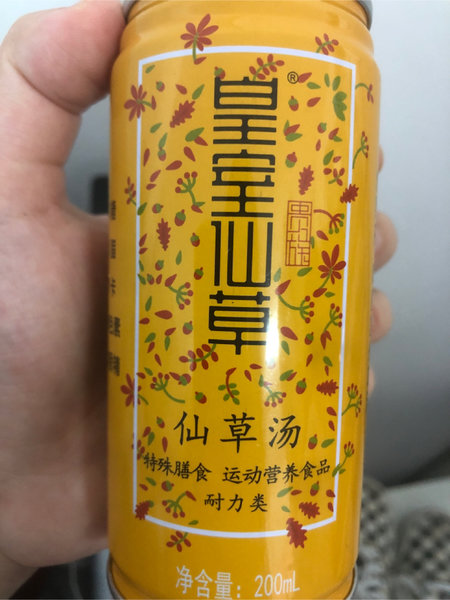 皇室仙草®
仙草汤
特殊膳食 运动营养食品
耐力类
净含量：200mL